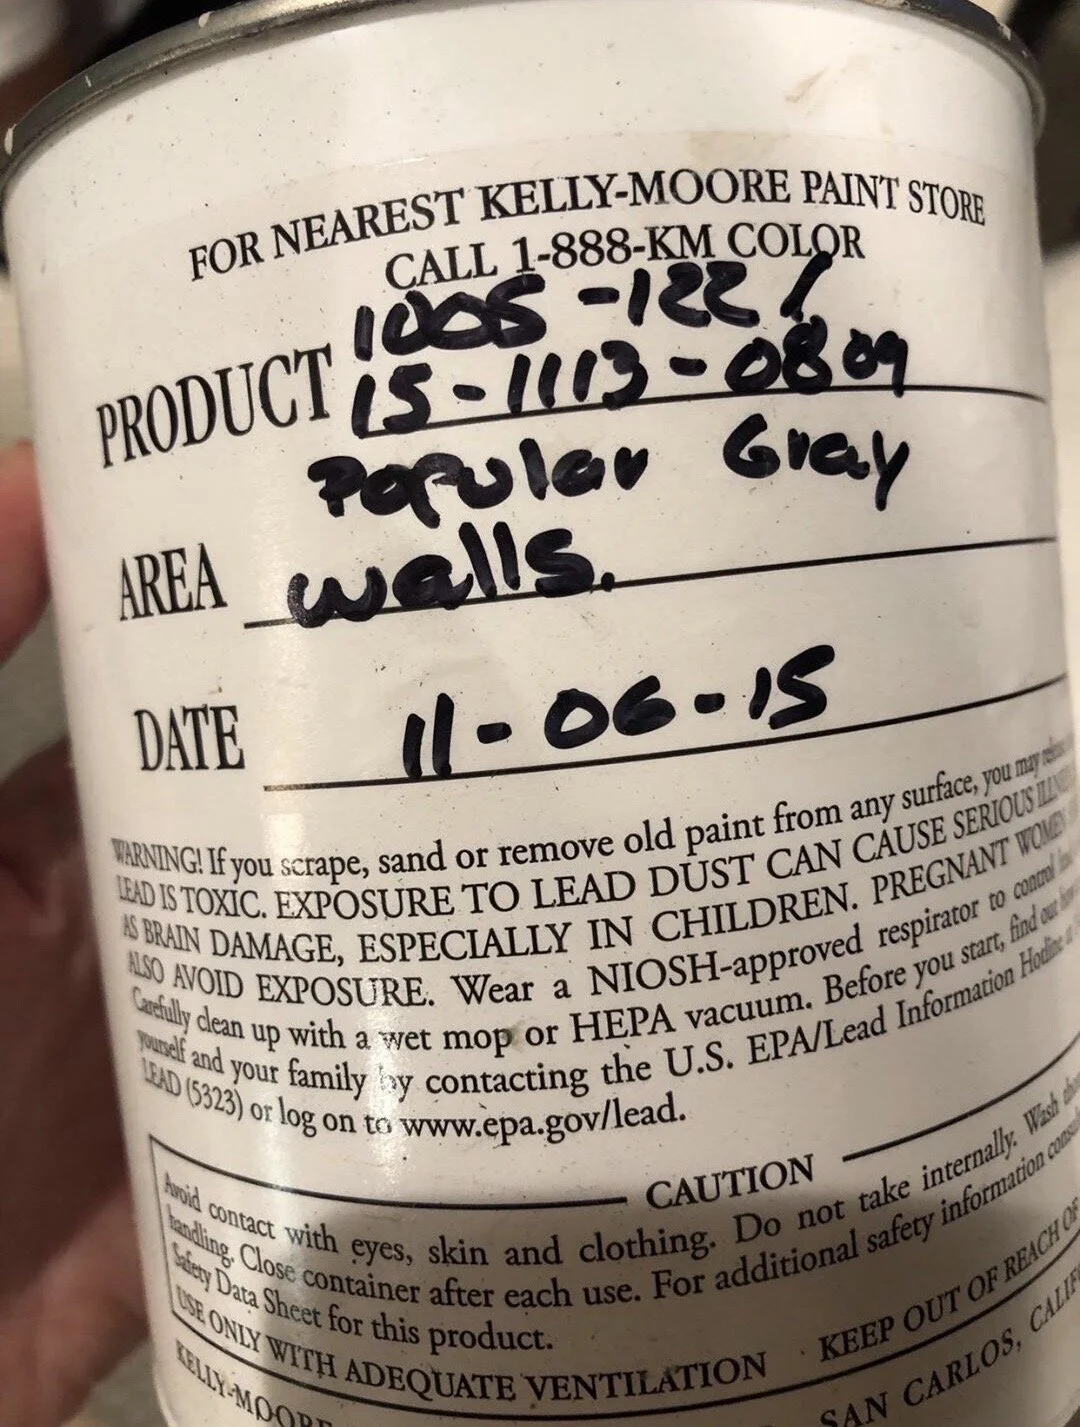 FOR NEAREST KELLY-MOORE PAINT STORE
CALL 1-888-KM COLOR
1005 -122 /
PRODUCT 15-1113-0809
Popular Gray
AREA walls.
DATE 11-06-15
WARNING! If you scrape, sand or remove old paint from any surface, you may
LEAD IS TOXIC. EXPOSURE TO LEAD DUST CAN CAUSE SERIOUS
AS BRAIN DAMAGE, ESPECIALLY IN CHILDREN. PREGNANT WOMEN
ALSO AVOID EXPOSURE. Wear a NIOSH-approved respirator to control
Carefully clean up with a wet mop or HEPA vacuum. Before you start, find out how
yourself and your family by contacting the U.S. EPA/Lead Information Hotline at
LEAD (5323) or log on to www.epa.gov/lead.
CAUTION
Avoid contact with eyes, skin and clothing. Do not take internally. Wash
handling. Close container after each use. For additional safety information
Safety Data Sheet for this product.
USE ONLY WITH ADEQUATE VENTILATION · KEEP OUT OF REACH OF
KELLY-MOORE SAN CARLOS,